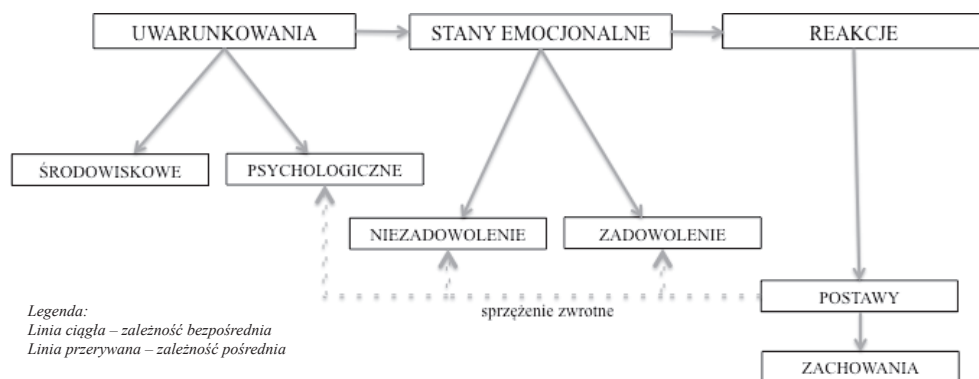 UWARUNKOWANIA
STANY EMOCJONALNE
REAKCJE
ŚRODOWISKOWE
PSYCHOLOGICZNE
NIEZADOWOLENIE
ZADOWOLENIE
POSTAWY
sprzężenie zwrotne
ZACHOWANIA
Legenda:
Linia ciągła – zależność bezpośrednia
Linia przerywana – zależność pośrednia